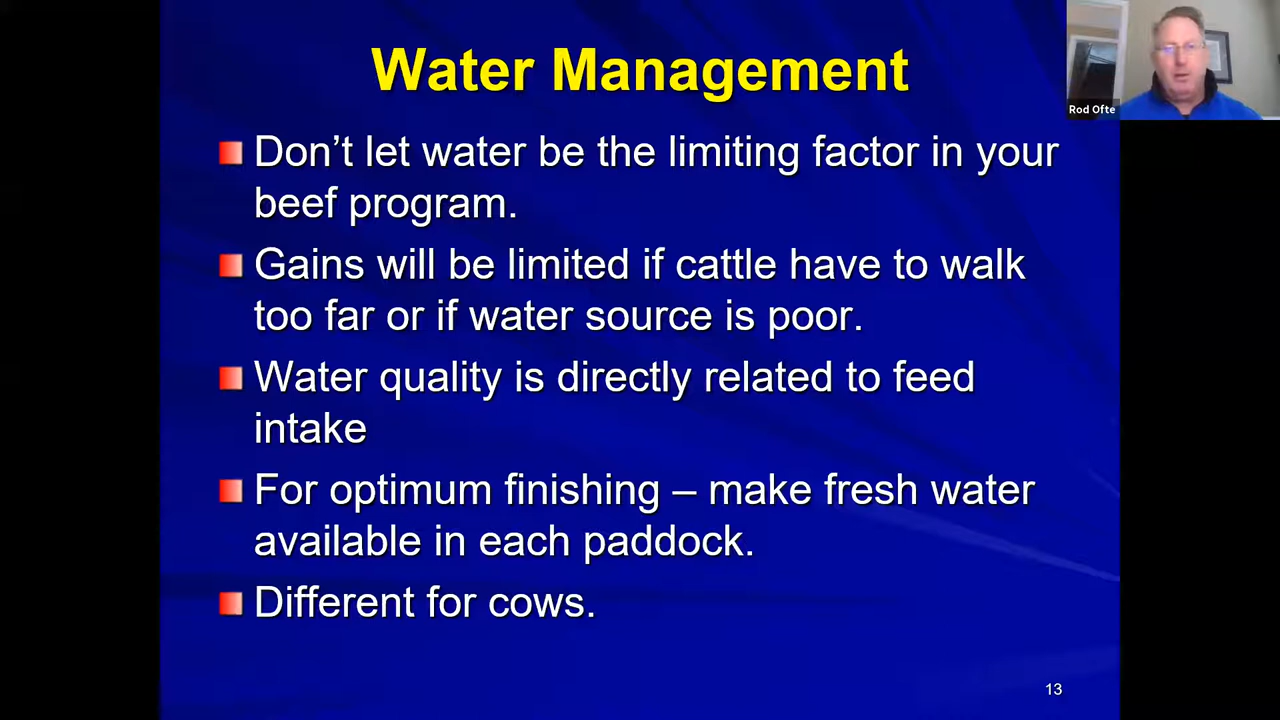 Water Management
Rod Ofte
Don’t let water be the limiting factor in your
beef program.
Gains will be limited if cattle have to walk
too far or if water source is poor.
Water quality is directly related to feed
intake
For optimum finishing – make fresh water
available in each paddock.
Different for cows.
13